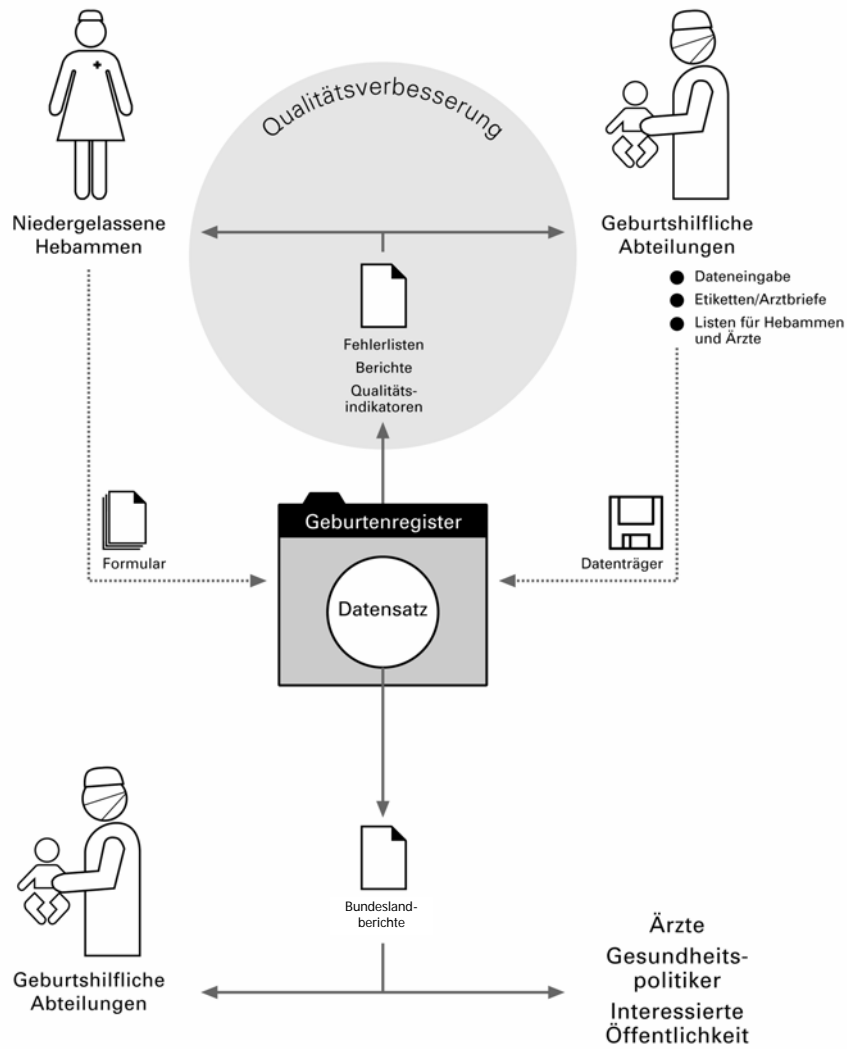 Qualitätsverbesserung
Niedergelassene
Hebammen
Geburtshilfliche
Abteilungen
Dateneingabe
Etiketten/Arztbriefe
Listen für Hebammen
und Ärzte
Fehlerlisten
Berichte
Qualitäts-
indikatoren
Formular
Geburtenregister
Datensatz
Datenträger
Bundesland-
berichte
Geburtshilfliche
Abteilungen
Ärzte
Gesundheits-
politiker
Interessierte
Öffentlichkeit